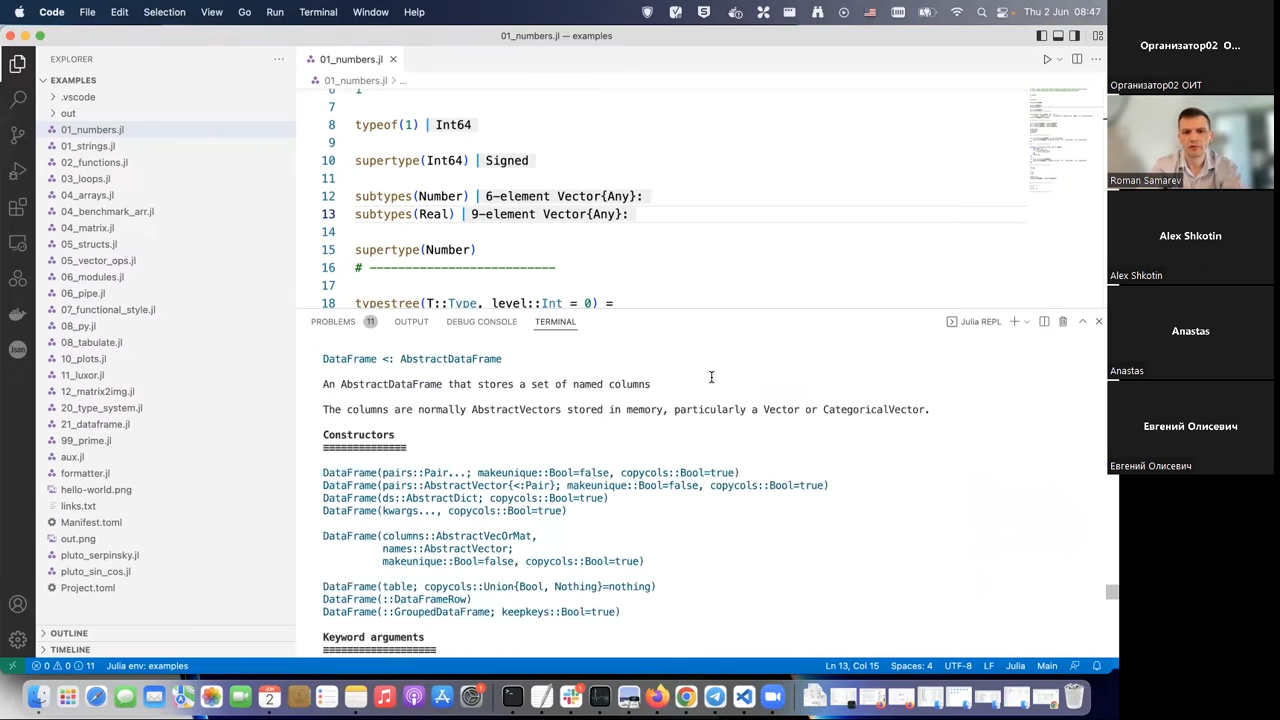 Code File Edit Selection View Go Run Terminal Window Help
Thu 2 Jun 08:47
01_numbers.jl — examples
EXPLORER
EXAMPLES
.vscode
out
01_numbers.jl
01_strings.jl
02_functions.jl
04_arrays.jl
04_benchmark_arr.jl
04_matrix.jl
05_structs.jl
05_vector_ops.jl
06_modules.jl
06_pipe.jl
07_functional_style.jl
08_py.jl
08_tabulate.jl
10_plots.jl
11_luxor.jl
12_matrix2img.jl
20_type_system.jl
21_dataframe.jl
99_prime.jl
aux.jl
formatter.jl
hello-world.png
links.txt
Manifest.toml
out.png
pluto_serpinsky.jl
pluto_sin_cos.jl
Project.toml
OUTLINE
TIMELINE
01_numbers.jl
01_numbers.jl > ...
6
7
8 typeof(1) Int64
9
10 supertype(Int64) Signed
11
12 subtypes(Number) 6-element Vector{Any}:
13 subtypes(Real) 9-element Vector{Any}:
14
15 supertype(Number)
16 # --------------------------
17
18 typestree(T::Type, level::Int = 0) =
PROBLEMS 11 OUTPUT DEBUG CONSOLE TERMINAL
Julia REPL
DataFrame <: AbstractDataFrame
An AbstractDataFrame that stores a set of named columns
The columns are normally AbstractVectors stored in memory, particularly a Vector or CategoricalVector.
Constructors
≡≡≡≡≡≡≡≡≡≡≡≡≡≡
DataFrame(pairs::Pair...; makeunique::Bool=false, copycols::Bool=true)
DataFrame(pairs::AbstractVector{<:Pair}; makeunique::Bool=false, copycols::Bool=true)
DataFrame(ds::AbstractDict; copycols::Bool=true)
DataFrame(kwargs..., copycols::Bool=true)
DataFrame(columns::AbstractVecOrMat,
names::AbstractVector;
makeunique::Bool=false, copycols::Bool=true)
DataFrame(table; copycols::Union{Bool, Nothing}=nothing)
DataFrame(::DataFrameRow)
DataFrame(::GroupedDataFrame; keepkeys::Bool=true)
Keyword arguments
≡≡≡≡≡≡≡≡≡≡≡≡≡≡≡≡≡≡≡
0 0 11 Julia env: examples
Ln 13, Col 15 Spaces: 4 UTF-8 LF Julia Main
Организатор02 О...
Организатор02 ОИТ
Roman Samarev
Alex Shkotin
Alex Shkotin
Anastas
Anastas
Евгений Олисевич
Евгений Олисевич